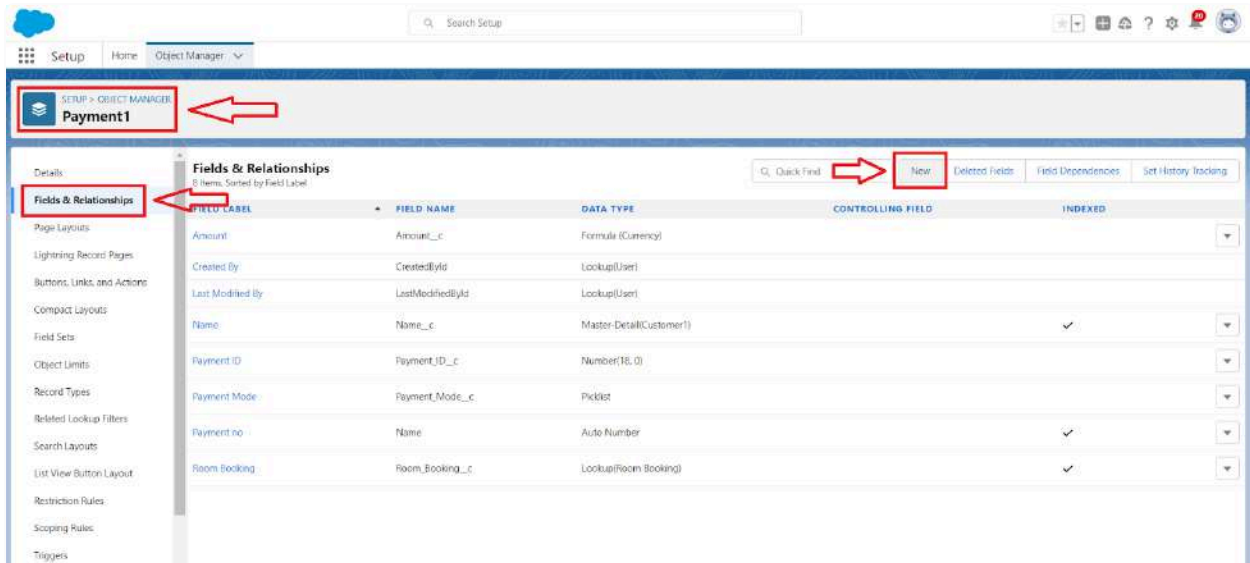 Search Setup
20
Setup Home Object Manager
SETUP > OBJECT MANAGER
Payment1
Details
Fields & Relationships
Page Layouts
Lightning Record Pages
Buttons, Links, and Actions
Compact Layouts
Field Sets
Object Limits
Record Types
Related Lookup Filters
Search Layouts
List View Button Layout
Restriction Rules
Scoping Rules
Triggers
Fields & Relationships
8 Items, Sorted by Field Label
Quick Find New Deleted Fields Field Dependencies Set History Tracking
FIELD LABEL FIELD NAME DATA TYPE CONTROLLING FIELD INDEXED
Amount Amount__c Formula (Currency)
Created By CreatedById Lookup(User)
Last Modified By LastModifiedById Lookup(User)
Name Name__c Master-Detail(Customer1)
Payment ID Payment_ID__c Number(18, 0)
Payment Mode Payment_Mode__c Picklist
Payment no Name Auto Number
Room Booking Room_Booking__c Lookup(Room Booking)